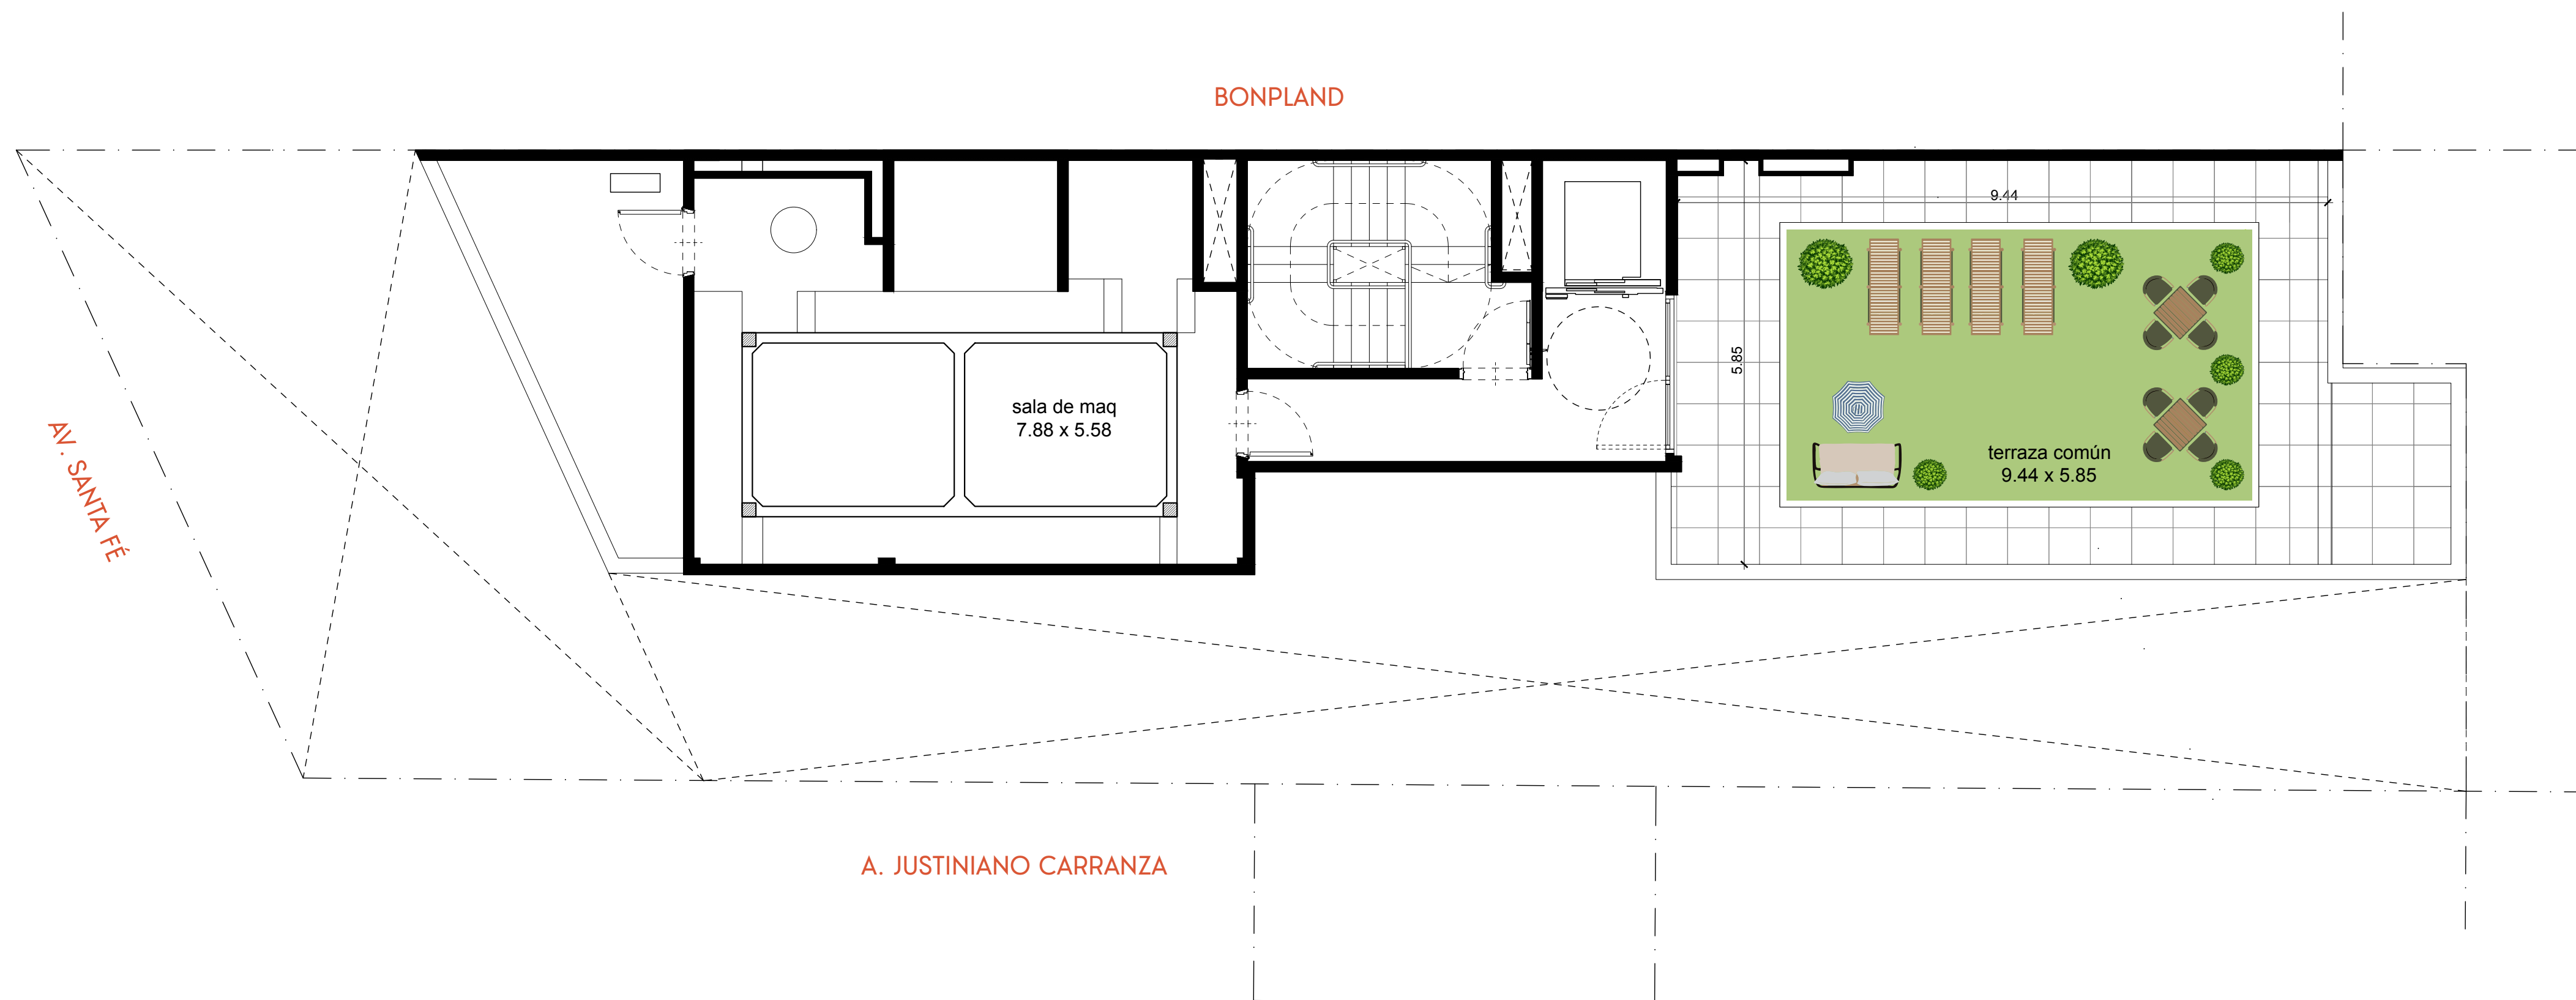 BONPLAND
9.44
5.85
sala de maq
7.88 x 5.58
AV. SANTA FÉ
terraza común
9.44 x 5.85
A. JUSTINIANO CARRANZA